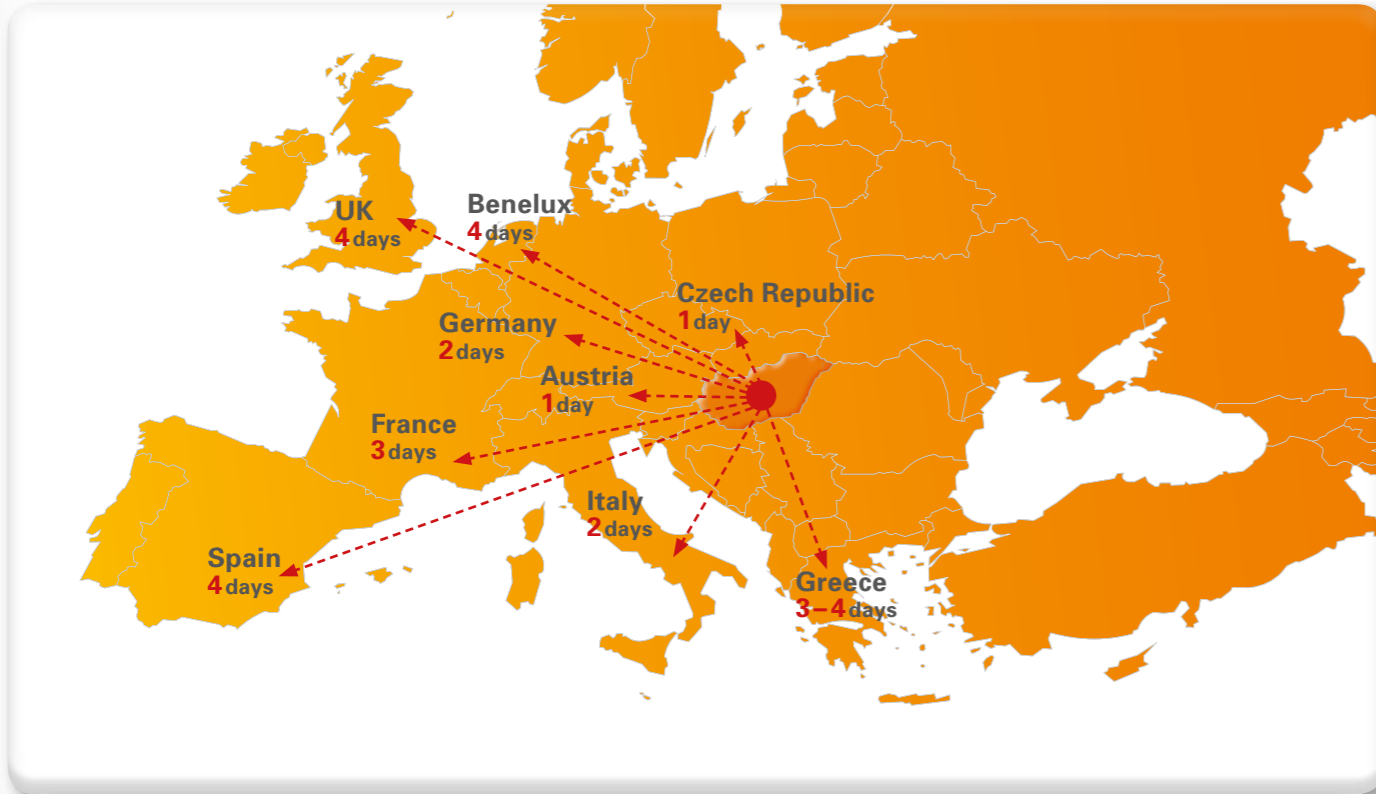 UK
4 days
Benelux
4 days
Czech Republic
1 day
Germany
2 days
Austria
1 day
France
3 days
Italy
2 days
Spain
4 days
Greece
3–4 days